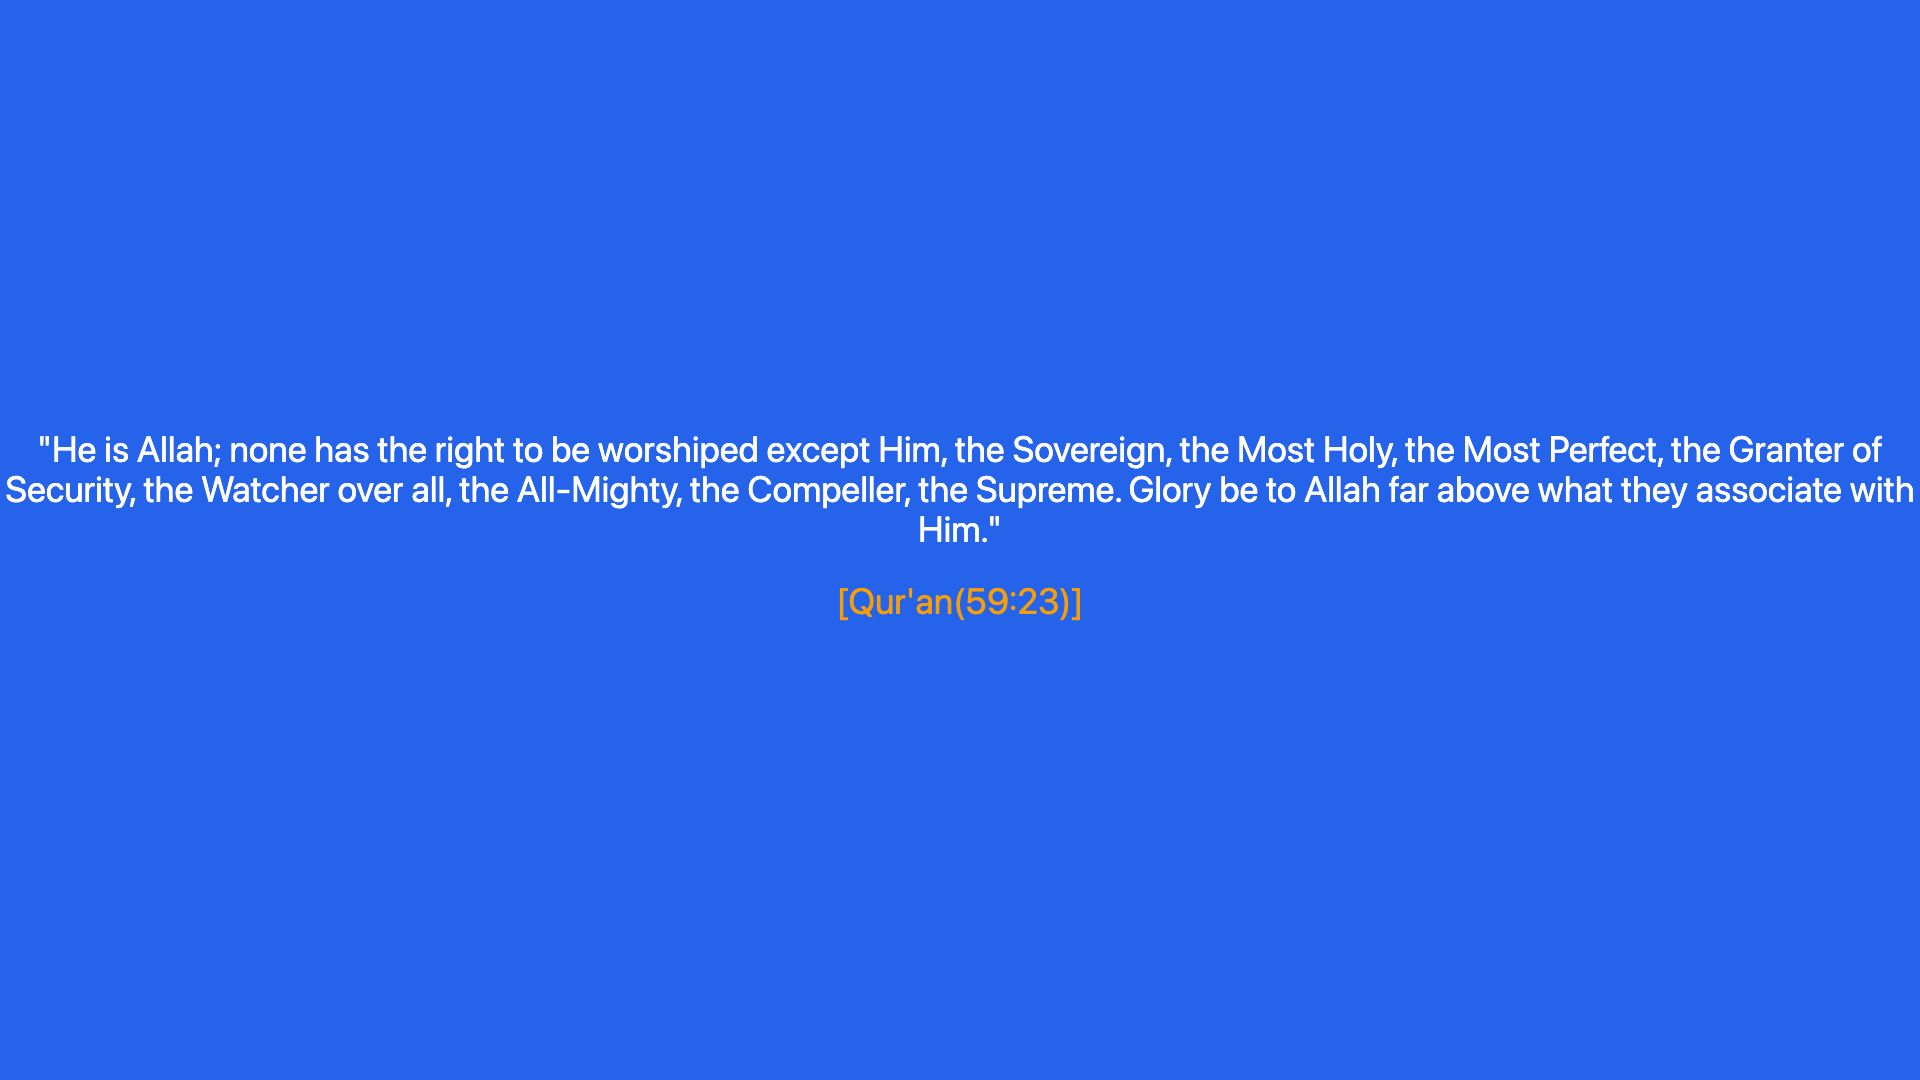 "He is Allah; none has the right to be worshiped except Him, the Sovereign, the Most Holy, the Most Perfect, the Granter of
Security, the Watcher over all, the All-Mighty, the Compeller, the Supreme. Glory be to Allah far above what they associate with
Him."
[Qur'an(59:23)]